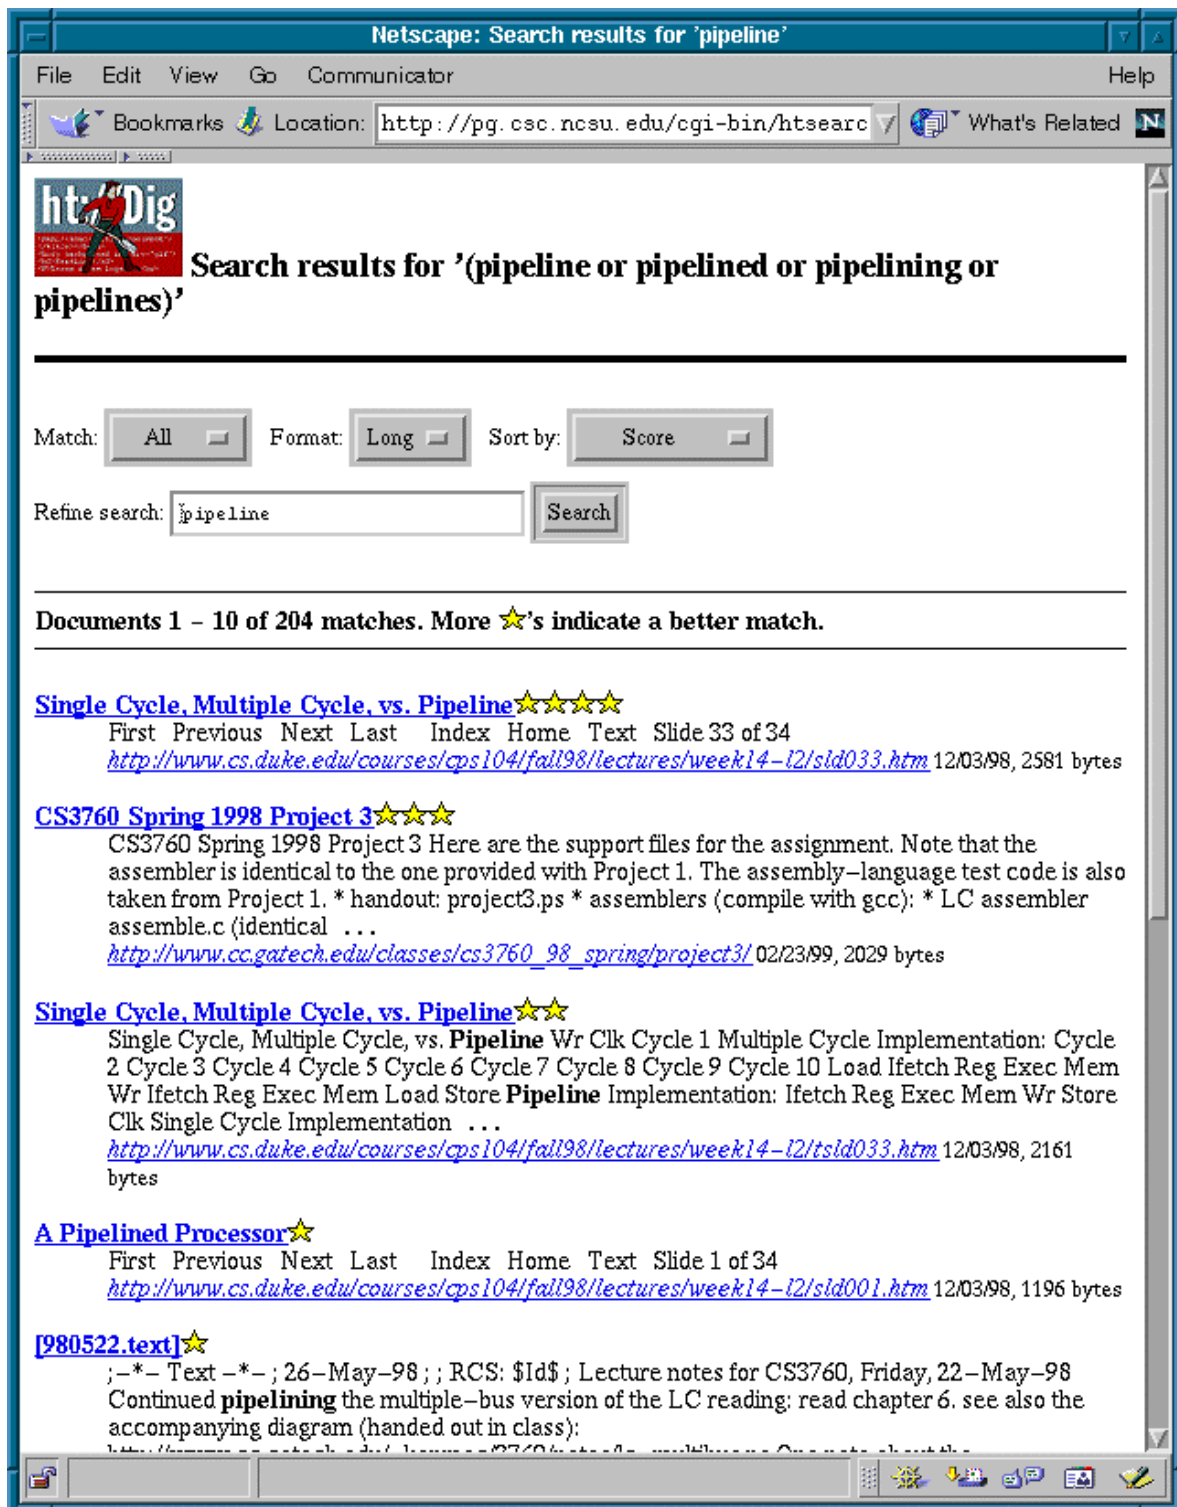 Netscape: Search results for 'pipeline'
File Edit View Go Communicator Help
Bookmarks Location: http://pg.csc.ncsu.edu/cgi-bin/htsearc What's Related N
ht://Dig
Search results for '(pipeline or pipelined or pipelining or
pipelines)'
Match: All Format: Long Sort by: Score
Refine search: pipeline Search
Documents 1 – 10 of 204 matches. More ☆'s indicate a better match.
Single Cycle, Multiple Cycle, vs. Pipeline☆☆☆☆
First Previous Next Last Index Home Text Slide 33 of 34
http://www.cs.duke.edu/courses/cps104/fall98/lectures/week14–l2/sld033.htm 12/03/98, 2581 bytes
CS3760 Spring 1998 Project 3☆☆☆
CS3760 Spring 1998 Project 3 Here are the support files for the assignment. Note that the
assembler is identical to the one provided with Project 1. The assembly–language test code is also
taken from Project 1. * handout: project3.ps * assemblers (compile with gcc): * LC assembler
assemble.c (identical ...
http://www.cc.gatech.edu/classes/cs3760_98_spring/project3/ 02/23/99, 2029 bytes
Single Cycle, Multiple Cycle, vs. Pipeline☆☆
Single Cycle, Multiple Cycle, vs. Pipeline Wr Clk Cycle 1 Multiple Cycle Implementation: Cycle
2 Cycle 3 Cycle 4 Cycle 5 Cycle 6 Cycle 7 Cycle 8 Cycle 9 Cycle 10 Load Ifetch Reg Exec Mem
Wr Ifetch Reg Exec Mem Load Store Pipeline Implementation: Ifetch Reg Exec Mem Wr Store
Clk Single Cycle Implementation ...
http://www.cs.duke.edu/courses/cps104/fall98/lectures/week14–l2/tsld033.htm 12/03/98, 2161
bytes
A Pipelined Processor☆
First Previous Next Last Index Home Text Slide 1 of 34
http://www.cs.duke.edu/courses/cps104/fall98/lectures/week14–l2/sld001.htm 12/03/98, 1196 bytes
[980522.text]☆
;–*– Text –*– ; 26–May–98 ; ; RCS: $Id$ ; Lecture notes for CS3760, Friday, 22–May–98
Continued pipelining the multiple–bus version of the LC reading: read chapter 6. see also the
accompanying diagram (handed out in class):